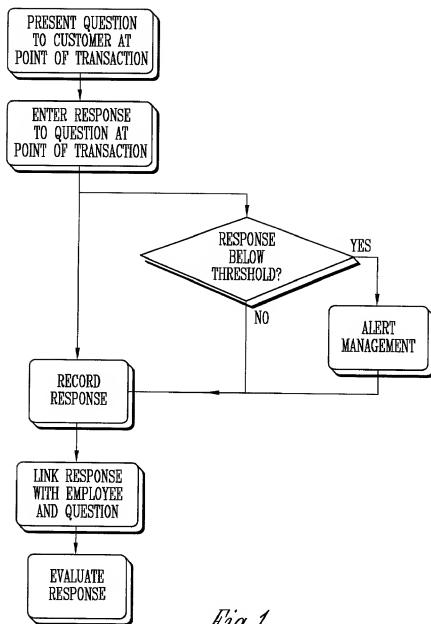 PRESENT QUESTION
TO CUSTOMER AT
POINT OF TRANSACTION
ENTER RESPONSE
TO QUESTION AT
POINT OF TRANSACTION
RESPONSE
BELOW
THRESHOLD?
YES
NO
ALERT
MANAGEMENT
RECORD
RESPONSE
LINK RESPONSE
WITH EMPLOYEE
AND QUESTION
EVALUATE
RESPONSE
Fig. 1